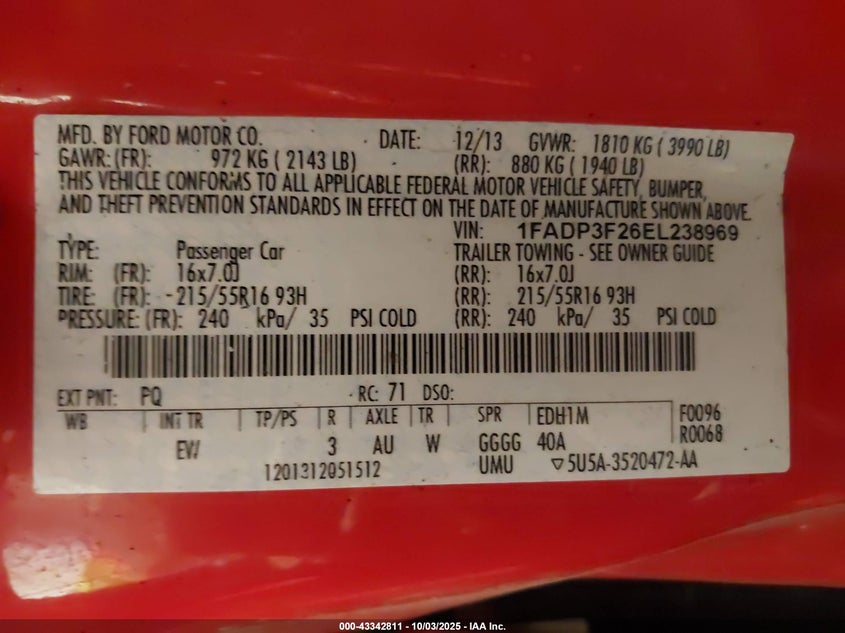 MFD. BY FORD MOTOR CO. DATE: 12/13 GVWR: 1810 KG ( 3990 LB)
GAWR: (FR): 972 KG ( 2143 LB) (RR): 880 KG ( 1940 LB)
THIS VEHICLE CONFORMS TO ALL APPLICABLE FEDERAL MOTOR VEHICLE SAFETY, BUMPER,
AND THEFT PREVENTION STANDARDS IN EFFECT ON THE DATE OF MANUFACTURE SHOWN ABOVE.
VIN: 1FADP3F26EL238969
TYPE: Passenger Car TRAILER TOWING - SEE OWNER GUIDE
RIM: (FR): 16x7.0J (RR): 16x7.0J
TIRE: (FR): 215/55R16 93H (RR): 215/55R16 93H
PRESSURE: (FR): 240 kPa/ 35 PSI COLD (RR): 240 kPa/ 35 PSI COLD
EXT PNT: PQ RC: 71 DSO:
WB INT TR TP/PS R AXLE TR SPR EDH1M F0096
EW 3 AU W GGGG 40A R0068
1201312051512 UMU ▽5U5A-3520472-AA
000-43342811 - 10/03/2025 - IAA Inc.